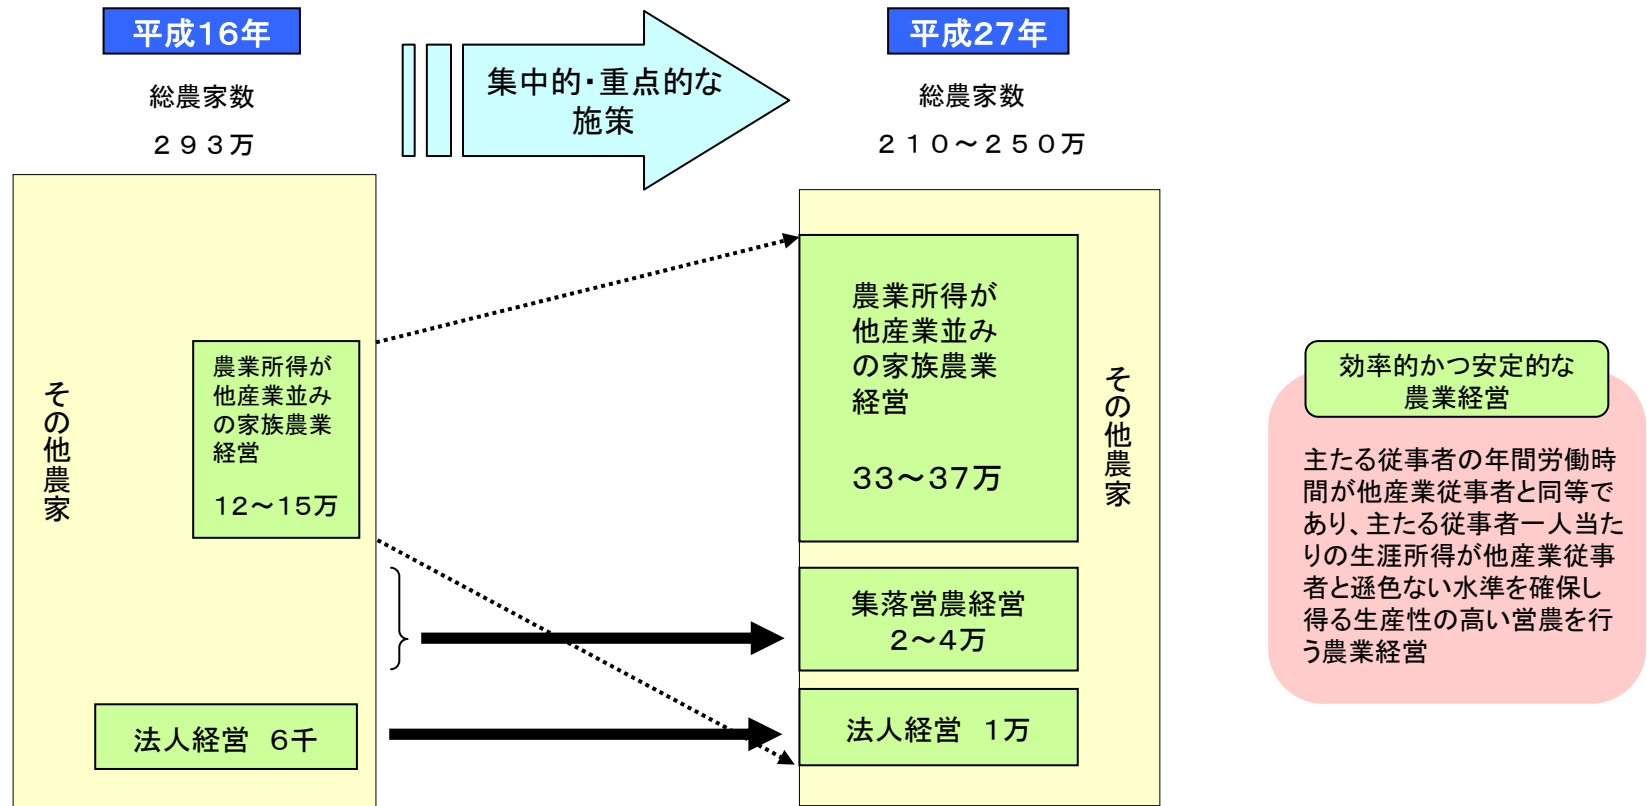 平成16年
総農家数
293万
集中的・重点的な
施策
平成27年
総農家数
210～250万
その他農家
農業所得が
他産業並み
の家族農業
経営
12～15万
法人経営 6千
農業所得が
他産業並み
の家族農業
経営
33～37万
集落営農経営
2～4万
法人経営 1万
その他農家
効率的かつ安定的な
農業経営
主たる従事者の年間労働時
間が他産業従事者と同等で
あり、主たる従事者一人当た
りの生涯所得が他産業従事
者と遜色ない水準を確保し
得る生産性の高い営農を行
う農業経営